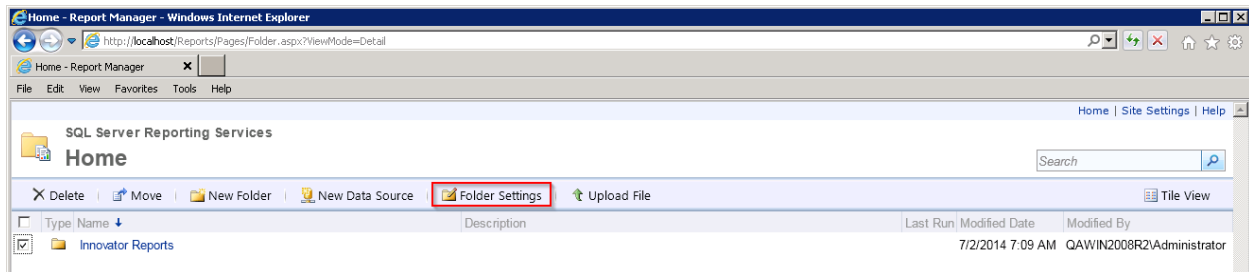 Home - Report Manager - Windows Internet Explorer
http://localhost/Reports/Pages/Folder.aspx?ViewMode=Detail
Home - Report Manager
File Edit View Favorites Tools Help
Home | Site Settings | Help
SQL Server Reporting Services
Home
Search
Delete Move New Folder New Data Source Folder Settings Upload File Tile View
Type Name Description Last Run Modified Date Modified By
Innovator Reports 7/2/2014 7:09 AM QAWIN2008R2\Administrator